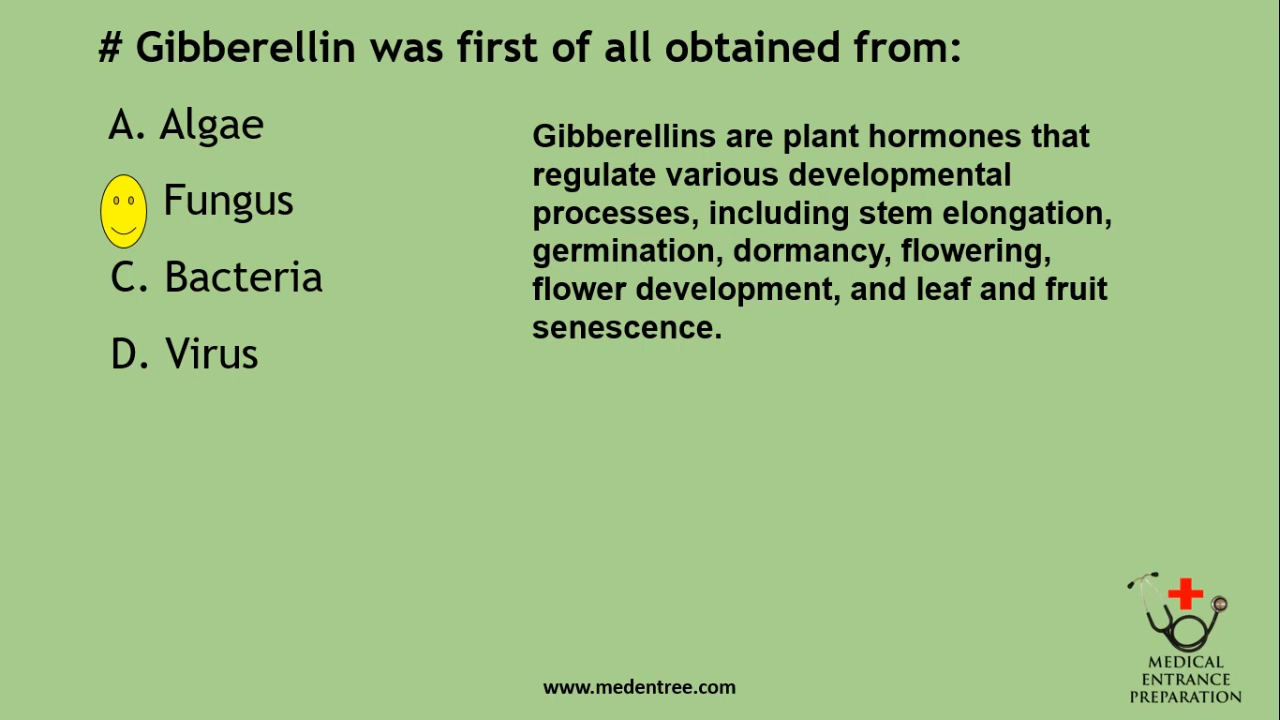 # Gibberellin was first of all obtained from:
A. Algae
Fungus
C. Bacteria
D. Virus
Gibberellins are plant hormones that
regulate various developmental
processes, including stem elongation,
germination, dormancy, flowering,
flower development, and leaf and fruit
senescence.
www.medentree.com
MEDICAL
ENTRANCE
PREPARATION